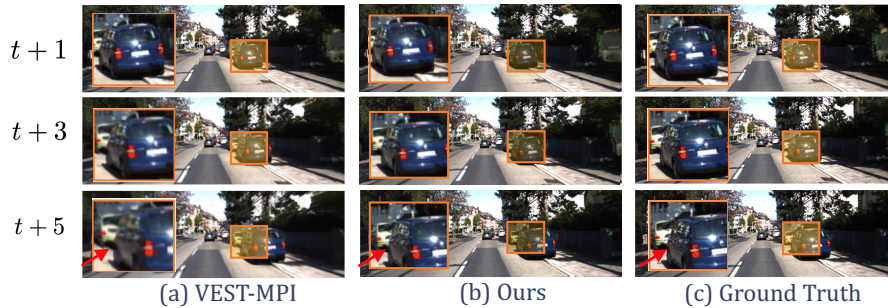 t + 1
t + 3
t + 5
(a) VEST-MPI
(b) Ours
(c) Ground Truth